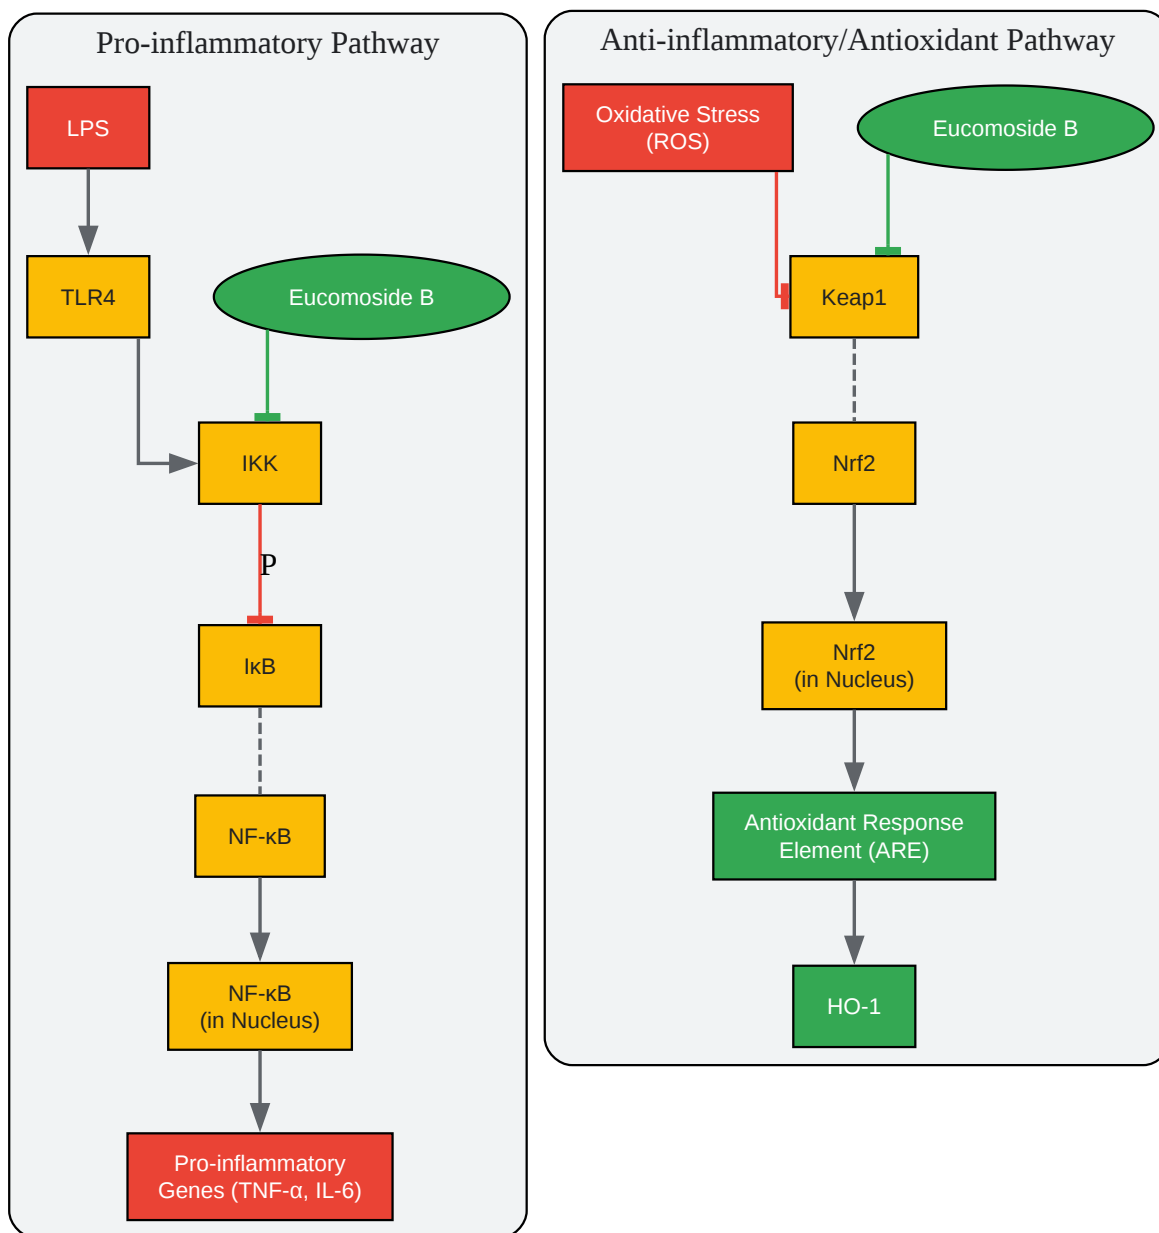 Pro-inflammatory Pathway
LPS
TLR4
Eucomoside B
IKK
P
IκB
NF-κB
NF-κB
(in Nucleus)
Pro-inflammatory
Genes (TNF-α, IL-6)
Anti-inflammatory/Antioxidant Pathway
Oxidative Stress
(ROS)
Eucomoside B
Keap1
Nrf2
Nrf2
(in Nucleus)
Antioxidant Response
Element (ARE)
HO-1